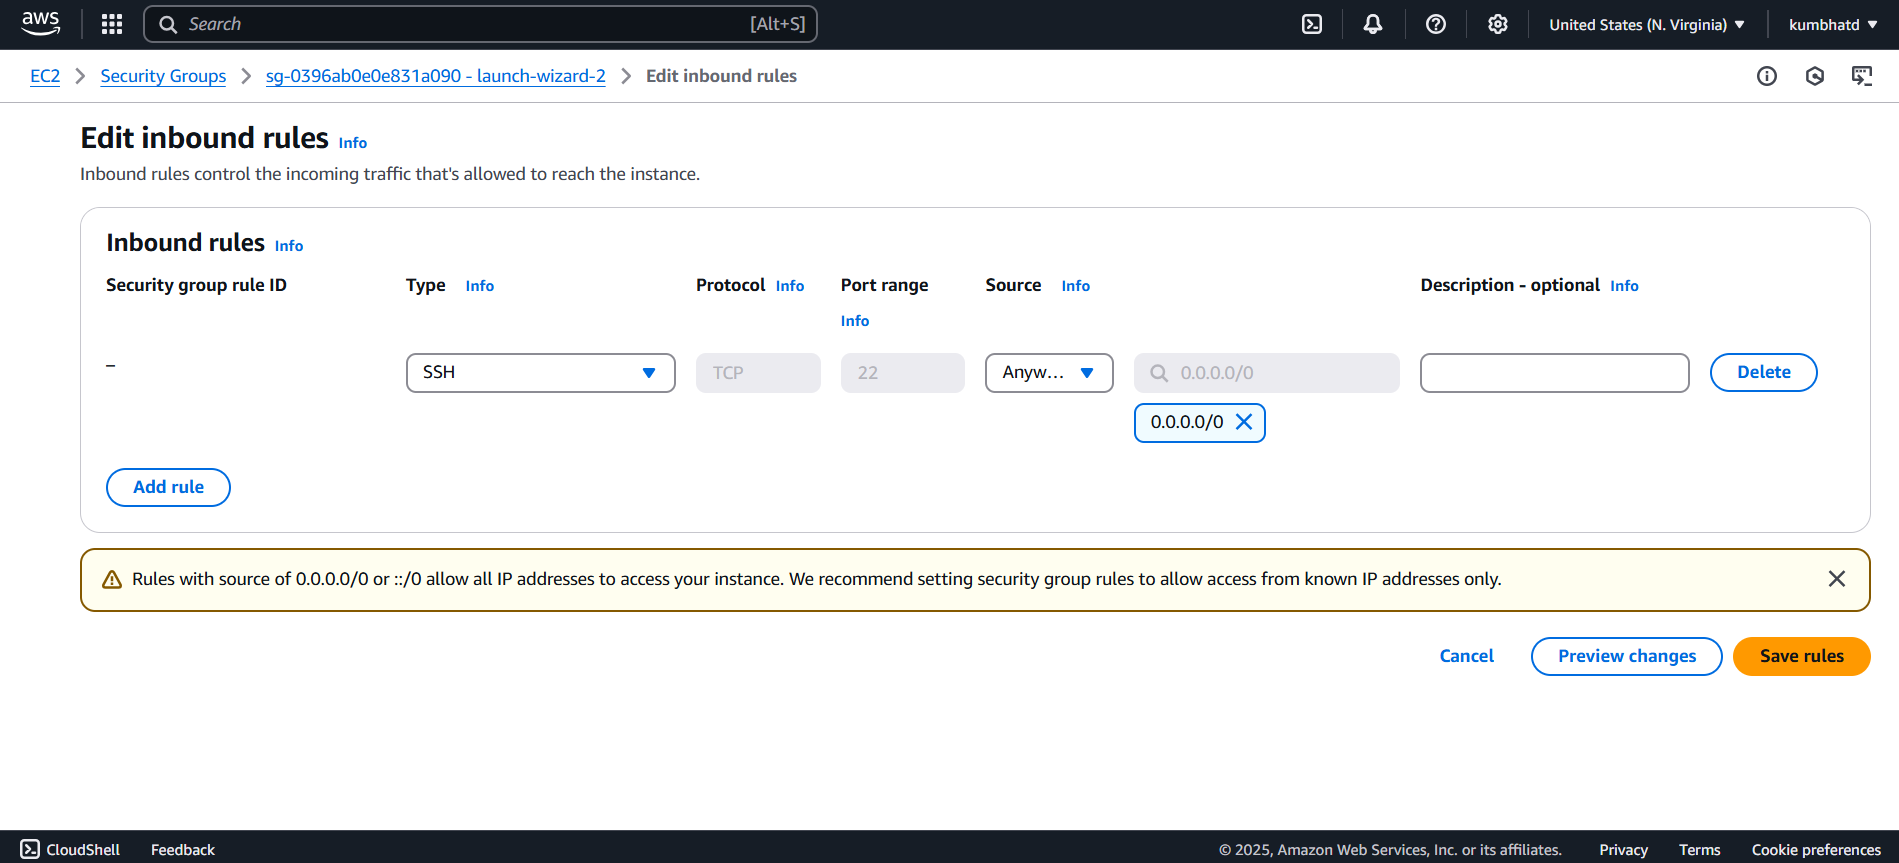 aws Search [Alt+S] United States (N. Virginia) kumbhatd
EC2 Security Groups sg-0396ab0e0e831a090 - launch-wizard-2 Edit inbound rules
Edit inbound rules Info
Inbound rules control the incoming traffic that's allowed to reach the instance.
Inbound rules Info
Security group rule ID Type Info Protocol Info Port range Source Info Description - optional Info
Info
– SSH TCP 22 Anyw... 0.0.0.0/0 Delete
0.0.0.0/0
Add rule
Rules with source of 0.0.0.0/0 or ::/0 allow all IP addresses to access your instance. We recommend setting security group rules to allow access from known IP addresses only.
Cancel Preview changes Save rules
CloudShell Feedback © 2025, Amazon Web Services, Inc. or its affiliates. Privacy Terms Cookie preferences